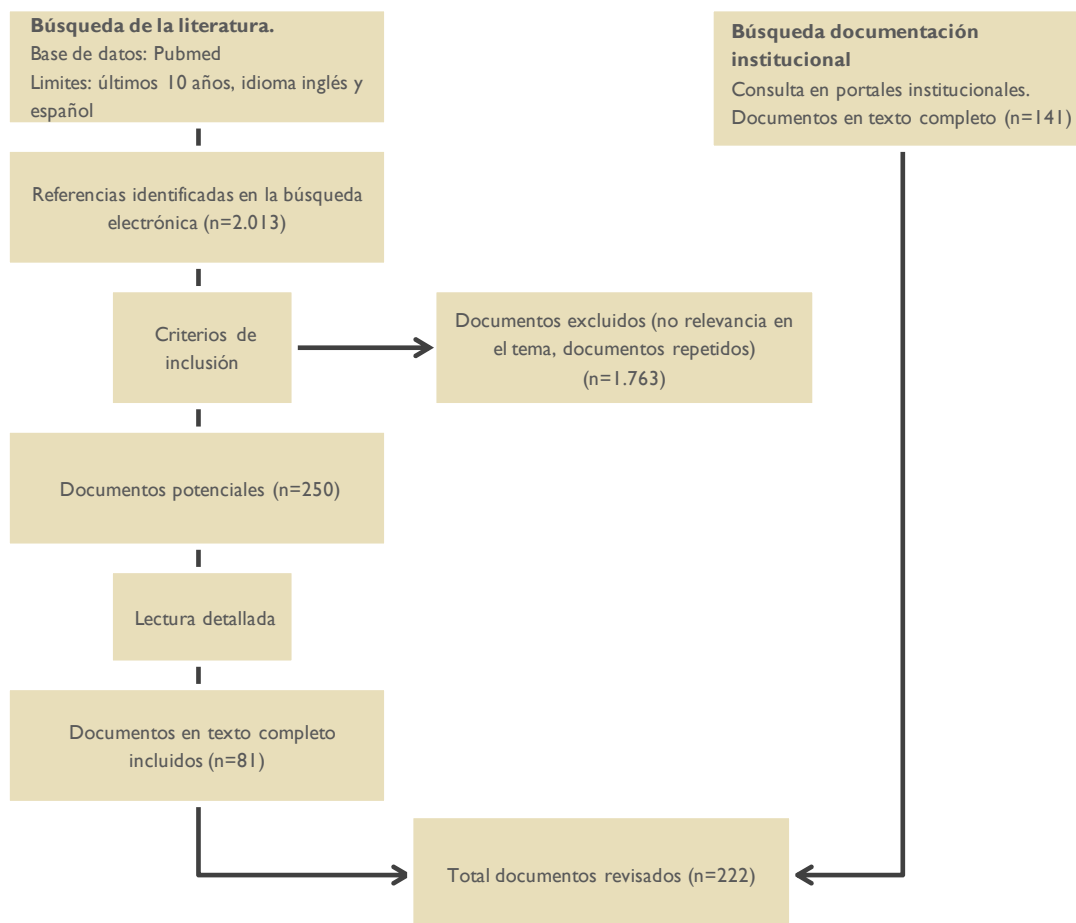 Búsqueda de la literatura.
Base de datos: Pubmed
Limites: últimos 10 años, idioma inglés y
español
Búsqueda documentación
institucional
Consulta en portales institucionales.
Documentos en texto completo (n=141)
Referencias identificadas en la búsqueda
electrónica (n=2.013)
Criterios de
inclusión
Documentos excluidos (no relevancia en
el tema, documentos repetidos)
(n=1.763)
Documentos potenciales (n=250)
Lectura detallada
Documentos en texto completo
incluidos (n=81)
Total documentos revisados (n=222)